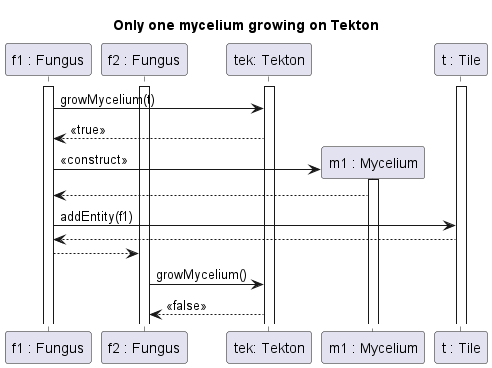 Only one mycelium growing on Tekton
f1 : Fungus
f2 : Fungus
tek: Tekton
t : Tile
growMycelium(t)
«true»
«construct»
m1 : Mycelium
addEntity(f1)
growMycelium()
«false»
f1 : Fungus
f2 : Fungus
tek: Tekton
m1 : Mycelium
t : Tile